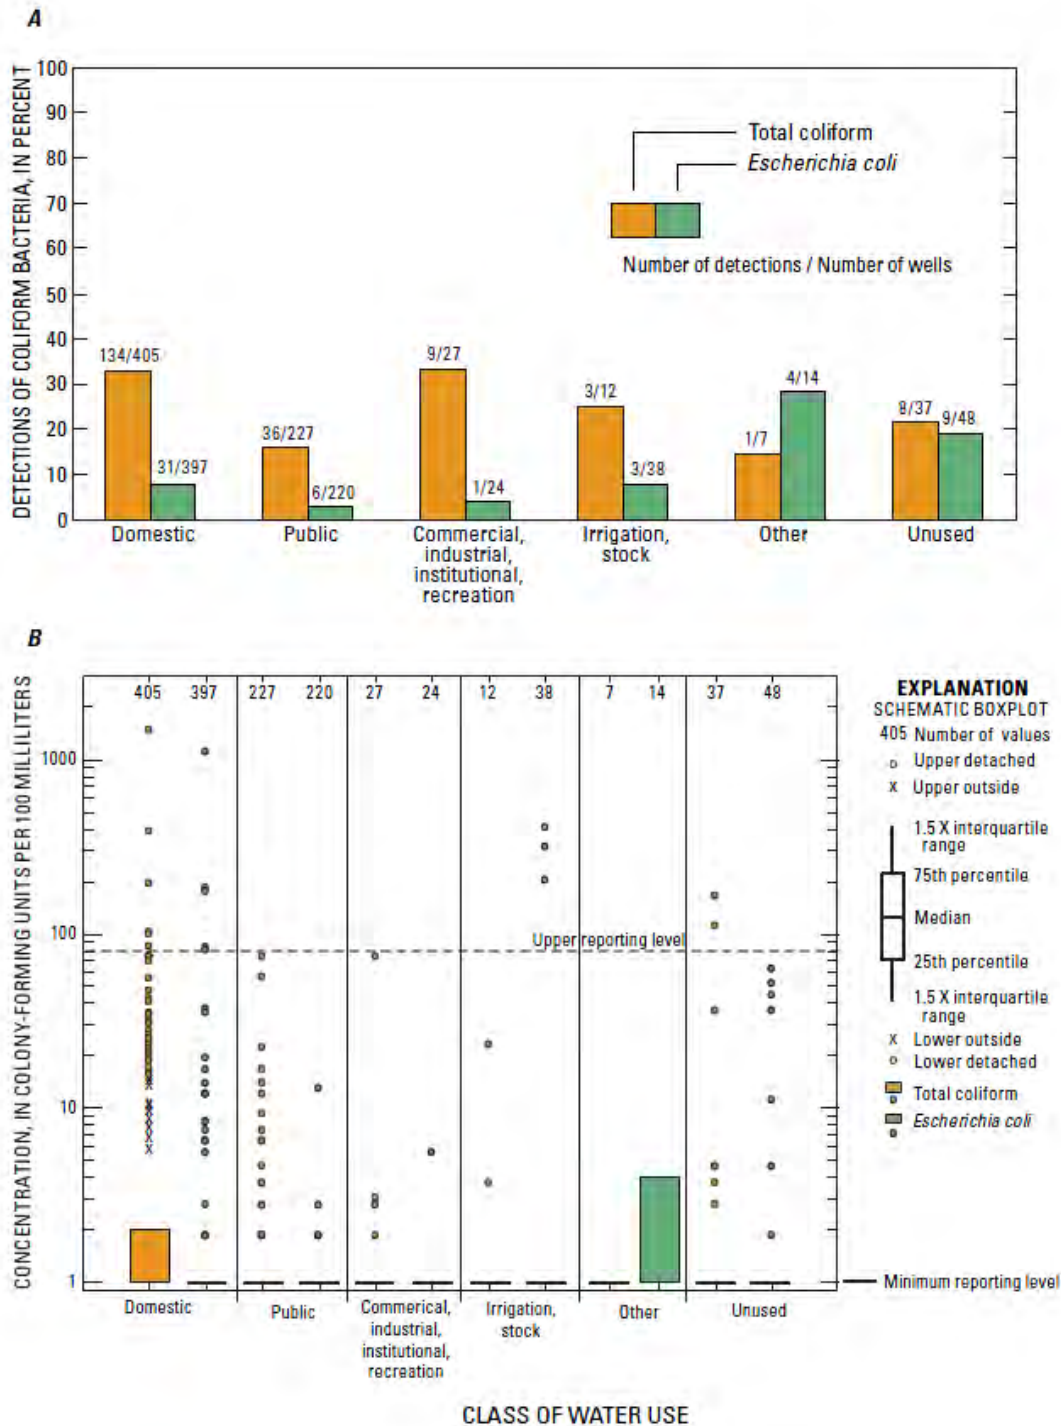 A
DETECTIONS OF COLIFORM BACTERIA, IN PERCENT
100
90
80
70
60
50
40
30
20
10
0
Total coliform
Escherichia coli
Number of detections / Number of wells
134/405
31/397
36/227
6/220
9/27
1/24
3/12
3/38
1/7
4/14
8/37
9/48
Domestic
Public
Commercial,
industrial,
institutional,
recreation
Irrigation,
stock
Other
Unused
B
CONCENTRATION, IN COLONY-FORMING UNITS PER 100 MILLILITERS
1000
100
10
1
405 397 227 220 27 24 12 38 7 14 37 48
Upper reporting level
Domestic
Public
Commerical,
industrial,
institutional,
recreation
Irrigation,
stock
Other
Unused
CLASS OF WATER USE
EXPLANATION
SCHEMATIC BOXPLOT
405 Number of values
Upper detached
x Upper outside
1.5 X interquartile
range
75th percentile
Median
25th percentile
1.5 X interquartile
range
x Lower outside
Lower detached
Total coliform
Escherichia coli
Minimum reporting level